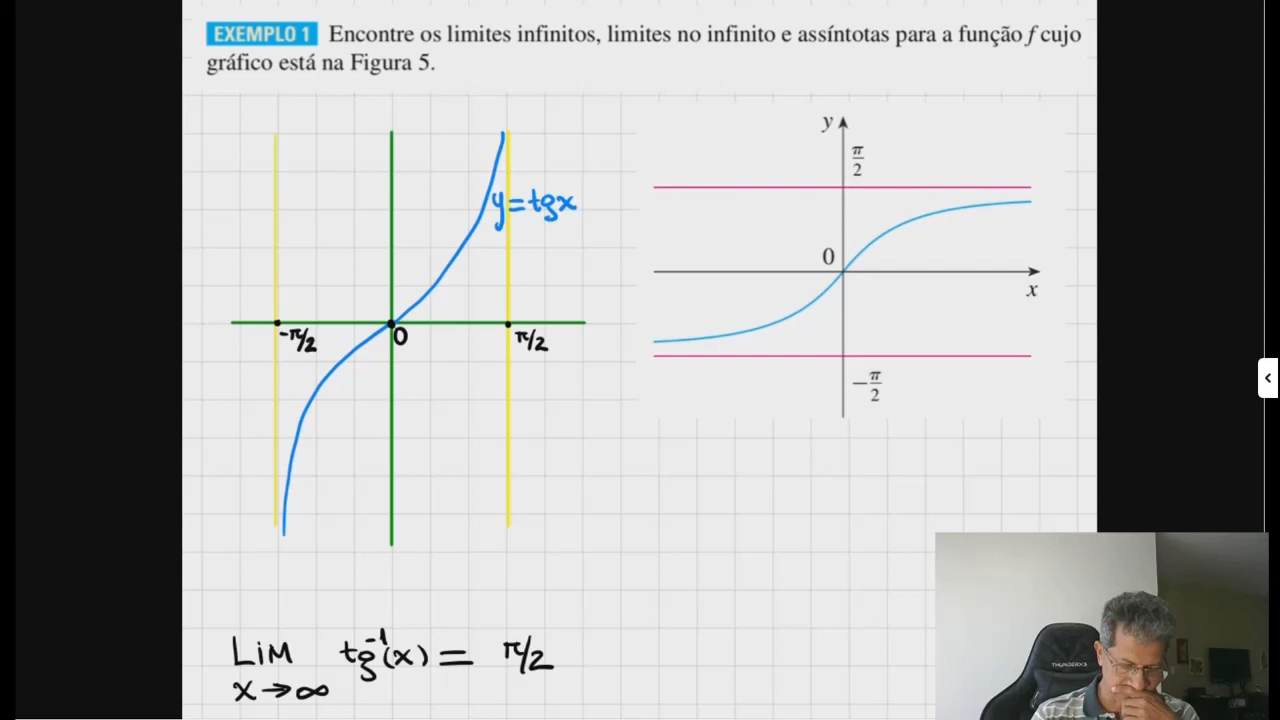 EXEMPLO 1 Encontre os limites infinitos, limites no infinito e assíntotas para a função f cujo
gráfico está na Figura 5.
y = tgx
-π/2
0
π/2
y
π/2
0
x
-π/2
LIM tg⁻¹(x) = π/2
x → ∞
THUNDERX3